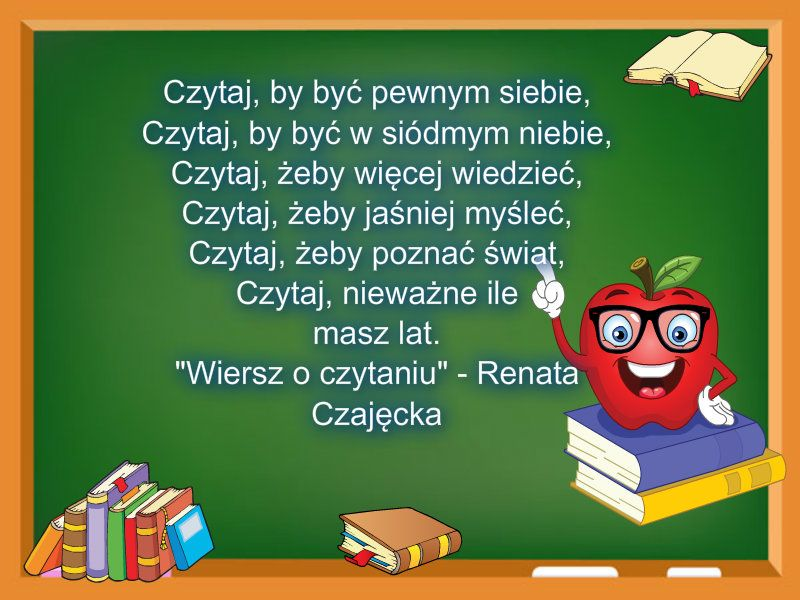 Czytaj, by być pewnym siebie,
Czytaj, by być w siódmym niebie,
Czytaj, żeby więcej wiedzieć,
Czytaj, żeby jaśniej myśleć,
Czytaj, żeby poznać świat,
Czytaj, nieważne ile
masz lat.
"Wiersz o czytaniu" - Renata
Czajęcka